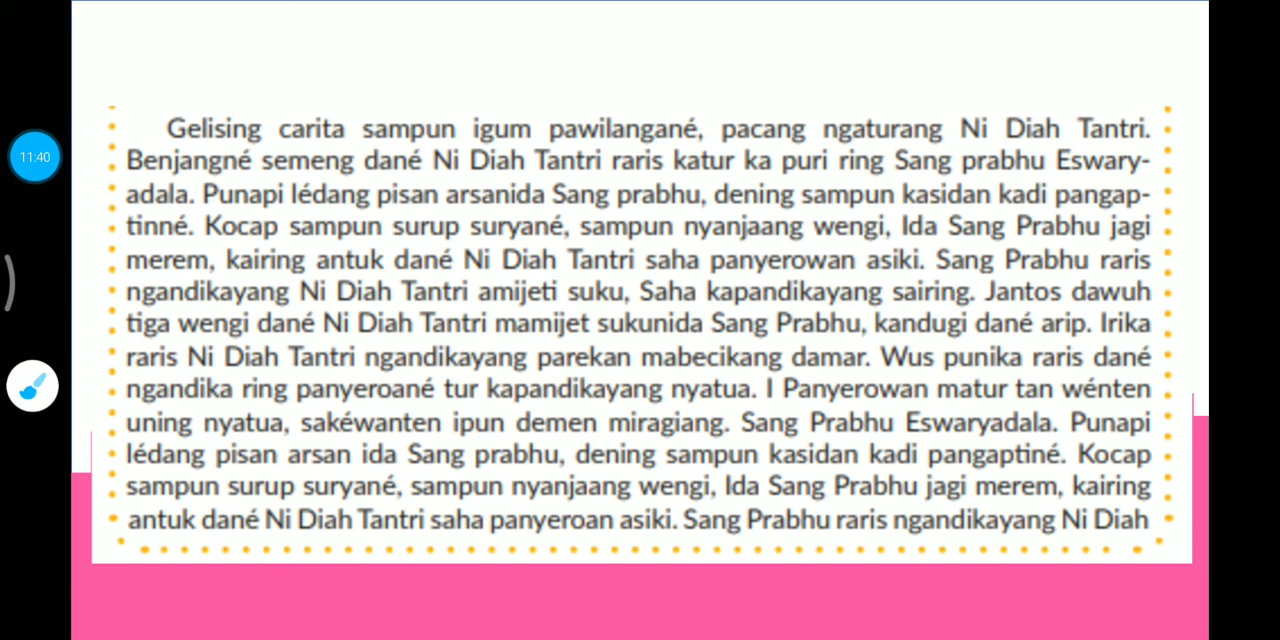 11:40
Gelising carita sampun igum pawilangané, pacang ngaturang Ni Diah Tantri.
Benjangné semeng dané Ni Diah Tantri raris katur ka puri ring Sang prabhu Eswary-
adala. Punapi lédang pisan arsanida Sang prabhu, dening sampun kasidan kadi pangap-
tinné. Kocap sampun surup suryané, sampun nyanjaang wengi, Ida Sang Prabhu jagi
merem, kairing antuk dané Ni Diah Tantri saha panyerowan asiki. Sang Prabhu raris
ngandikayang Ni Diah Tantri amijeti suku, Saha kapandikayang sairing. Jantos dawuh
tiga wengi dané Ni Diah Tantri mamijet sukunida Sang Prabhu, kandugi dané arip. Irika
raris Ni Diah Tantri ngandikayang parekan mabecikang damar. Wus punika raris dané
ngandika ring panyeroané tur kapandikayang nyatua. I Panyerowan matur tan wénten
uning nyatua, sakéwanten ipun demen miragiang. Sang Prabhu Eswaryadala. Punapi
lédang pisan arsan ida Sang prabhu, dening sampun kasidan kadi pangaptiné. Kocap
sampun surup suryané, sampun nyanjaang wengi, Ida Sang Prabhu jagi merem, kairing
antuk dané Ni Diah Tantri saha panyeroan asiki. Sang Prabhu raris ngandikayang Ni Diah